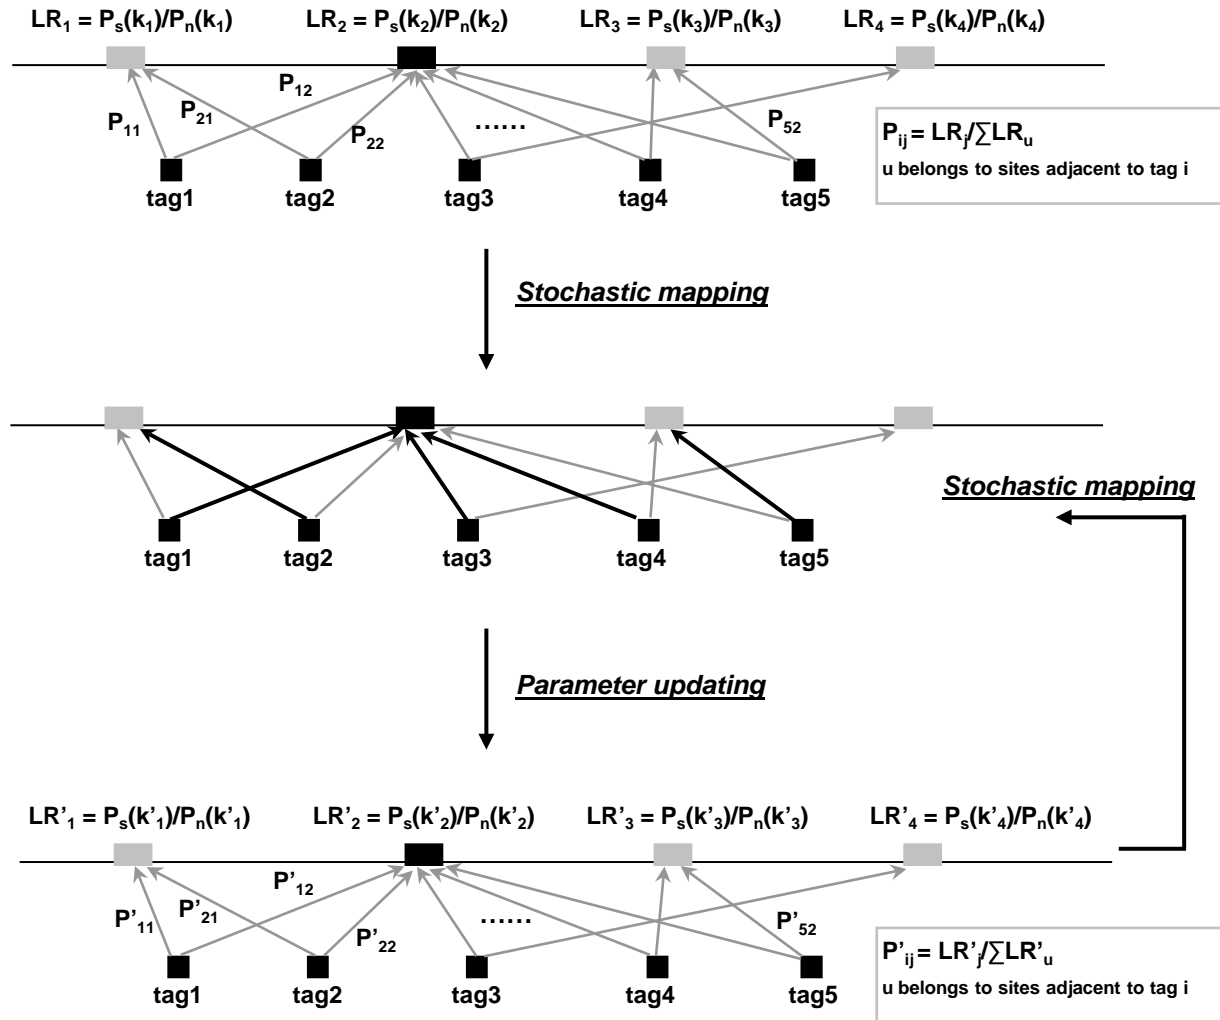 LR₁ = Pₛ(k₁)/Pₙ(k₁) LR₂ = Pₛ(k₂)/Pₙ(k₂) LR₃ = Pₛ(k₃)/Pₙ(k₃) LR₄ = Pₛ(k₄)/Pₙ(k₄)
P₁₁ P₂₁ P₁₂ P₂₂ …… P₅₂
tag1 tag2 tag3 tag4 tag5
Pᵢⱼ = LRⱼ/∑LRᵤ
u belongs to sites adjacent to tag i
Stochastic mapping
tag1 tag2 tag3 tag4 tag5
Stochastic mapping
Parameter updating
LR’₁ = Pₛ(k’₁)/Pₙ(k’₁) LR’₂ = Pₛ(k’₂)/Pₙ(k’₂) LR’₃ = Pₛ(k’₃)/Pₙ(k’₃) LR’₄ = Pₛ(k’₄)/Pₙ(k’₄)
P’₁₁ P’₂₁ P’₁₂ P’₂₂ …… P’₅₂
tag1 tag2 tag3 tag4 tag5
P’ᵢⱼ = LR’ⱼ/∑LR’ᵤ
u belongs to sites adjacent to tag i